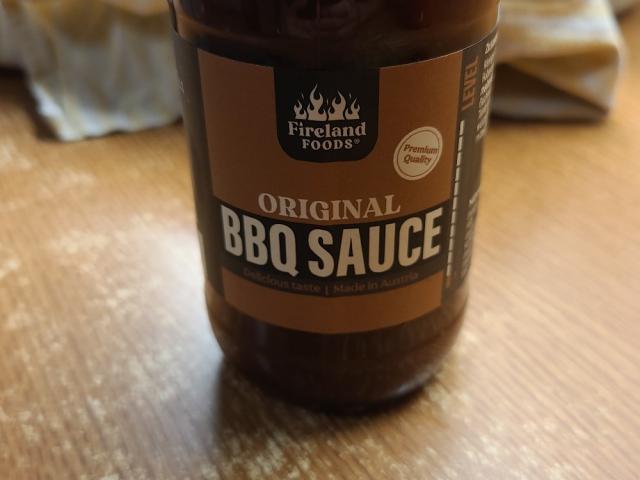 Fireland
FOODS®
Premium
Quality
ORIGINAL
BBQ SAUCE
Delicious taste | Made in Austria
LEVEL